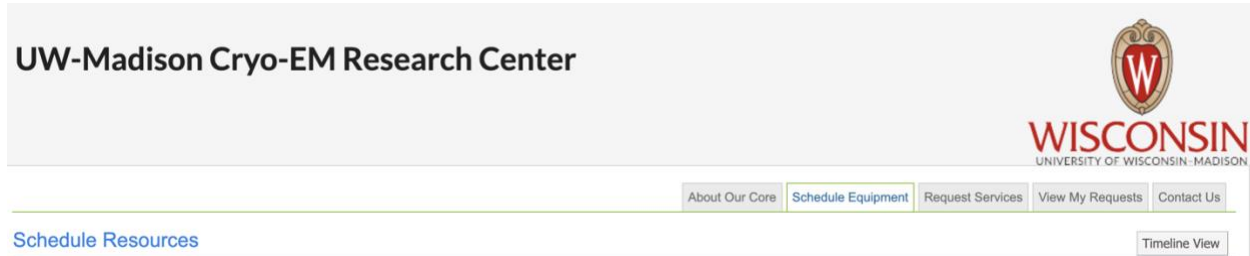 UW-Madison Cryo-EM Research Center
W
WISCONSIN
UNIVERSITY OF WISCONSIN-MADISON
About Our Core Schedule Equipment Request Services View My Requests Contact Us
Schedule Resources Timeline View